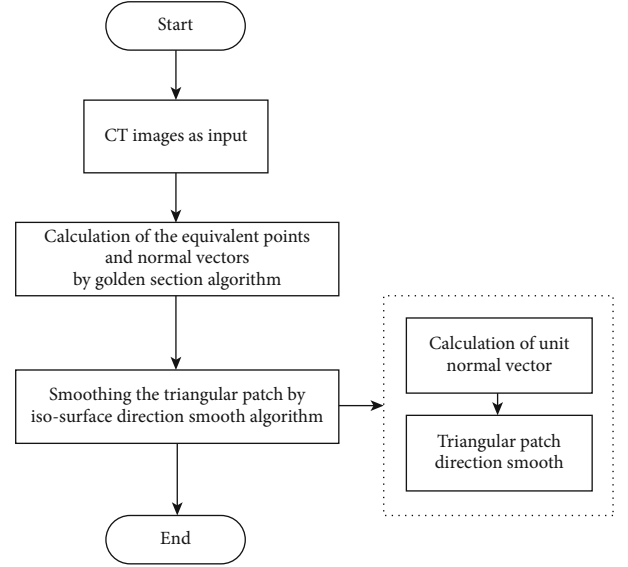 Start
CT images as input
Calculation of the equivalent points
and normal vectors
by golden section algorithm
Smoothing the triangular patch by
iso-surface direction smooth algorithm
Calculation of unit
normal vector
Triangular patch
direction smooth
End